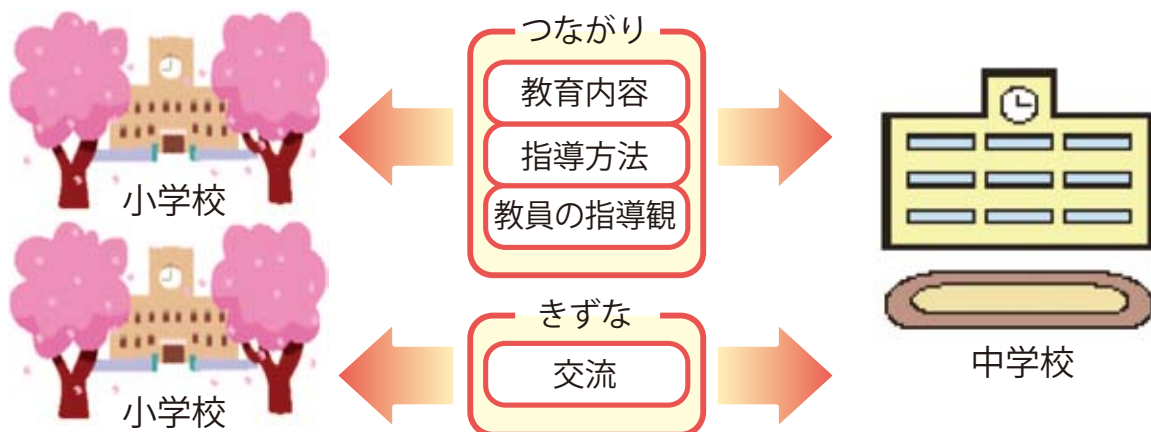 つながり
教育内容
指導方法
教員の指導観
小学校
きずな
交流
小学校
中学校